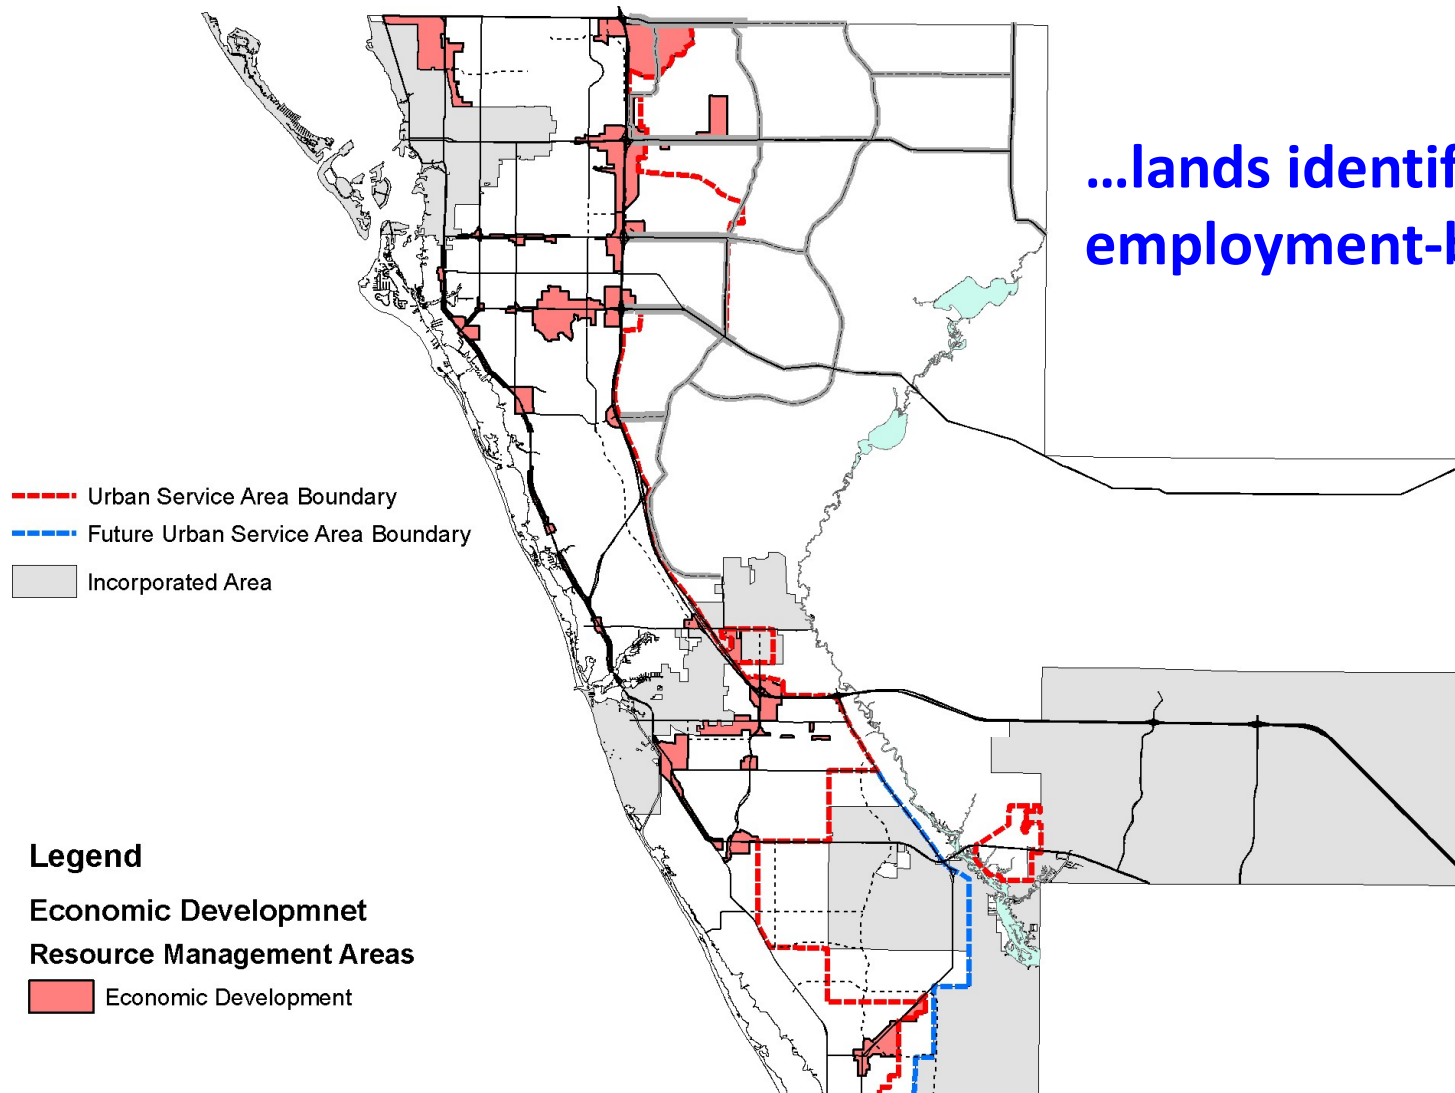 …lands identif
employment-b
Urban Service Area Boundary
Future Urban Service Area Boundary
Incorporated Area
Legend
Economic Developmnet
Resource Management Areas
Economic Development